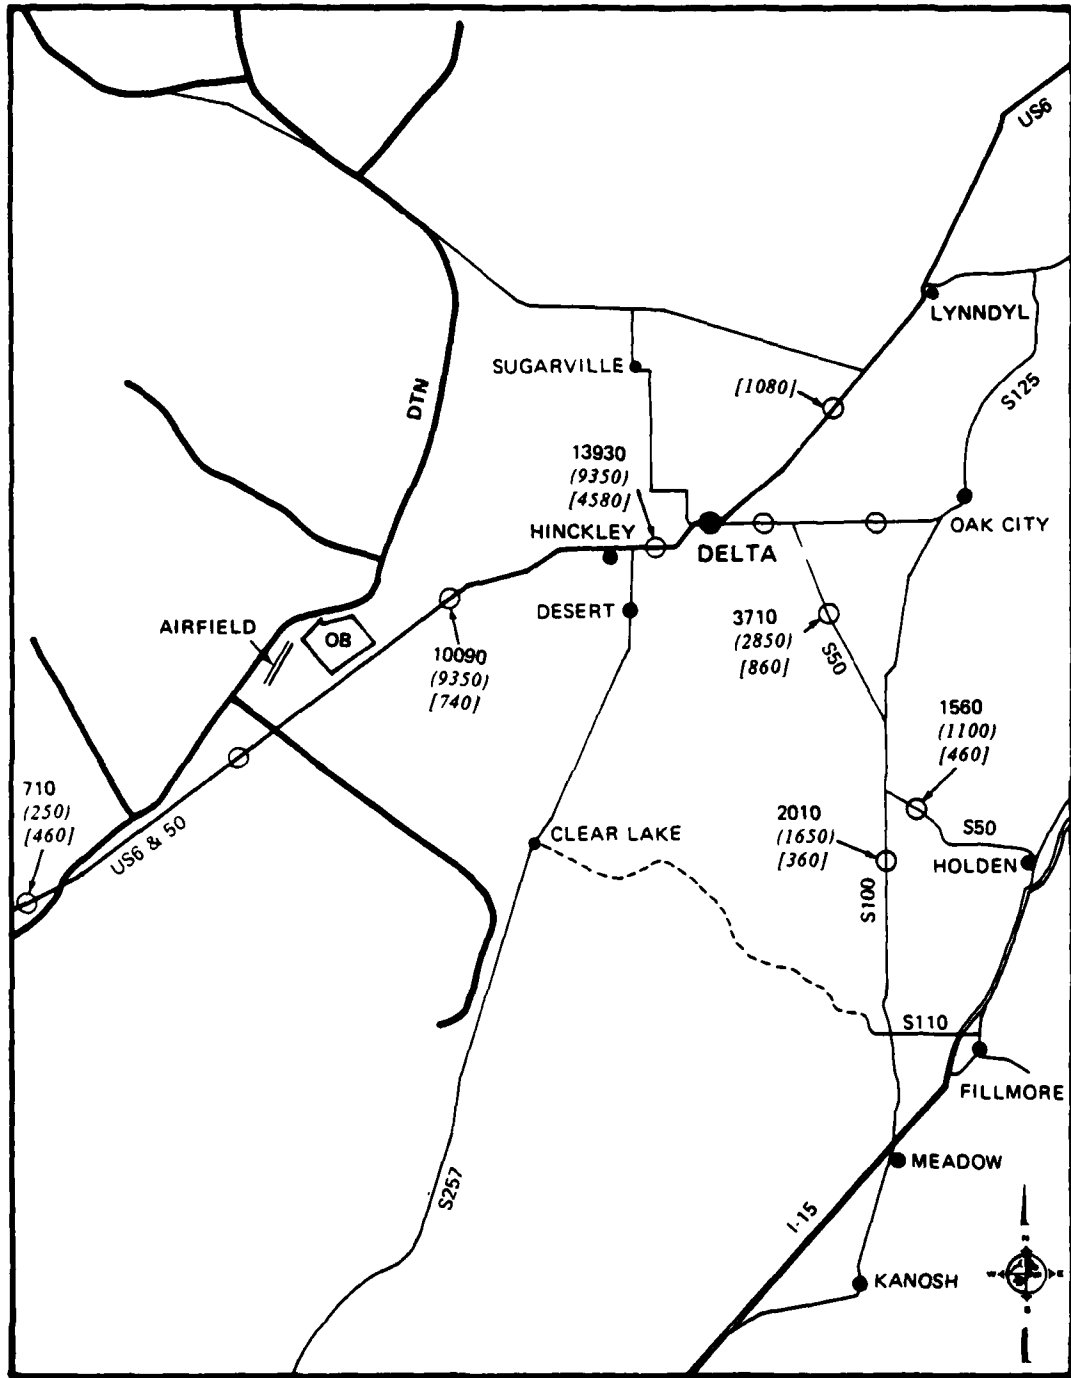 US6
LYNNDYL
SUGARVILLE
[1080]
S125
DTN
13930
(9350)
[4580]
HINCKLEY
DELTA
OAK CITY
DESERT
AIRFIELD
OB
10090
(9350)
[740]
3710
(2850)
[860]
S50
1560
(1100)
[460]
710
(250)
[460]
US6 & 50
CLEAR LAKE
2010
(1650)
[360]
S50
HOLDEN
S100
S110
FILLMORE
MEADOW
S257
I-15
KANOSH
N
W
E
S